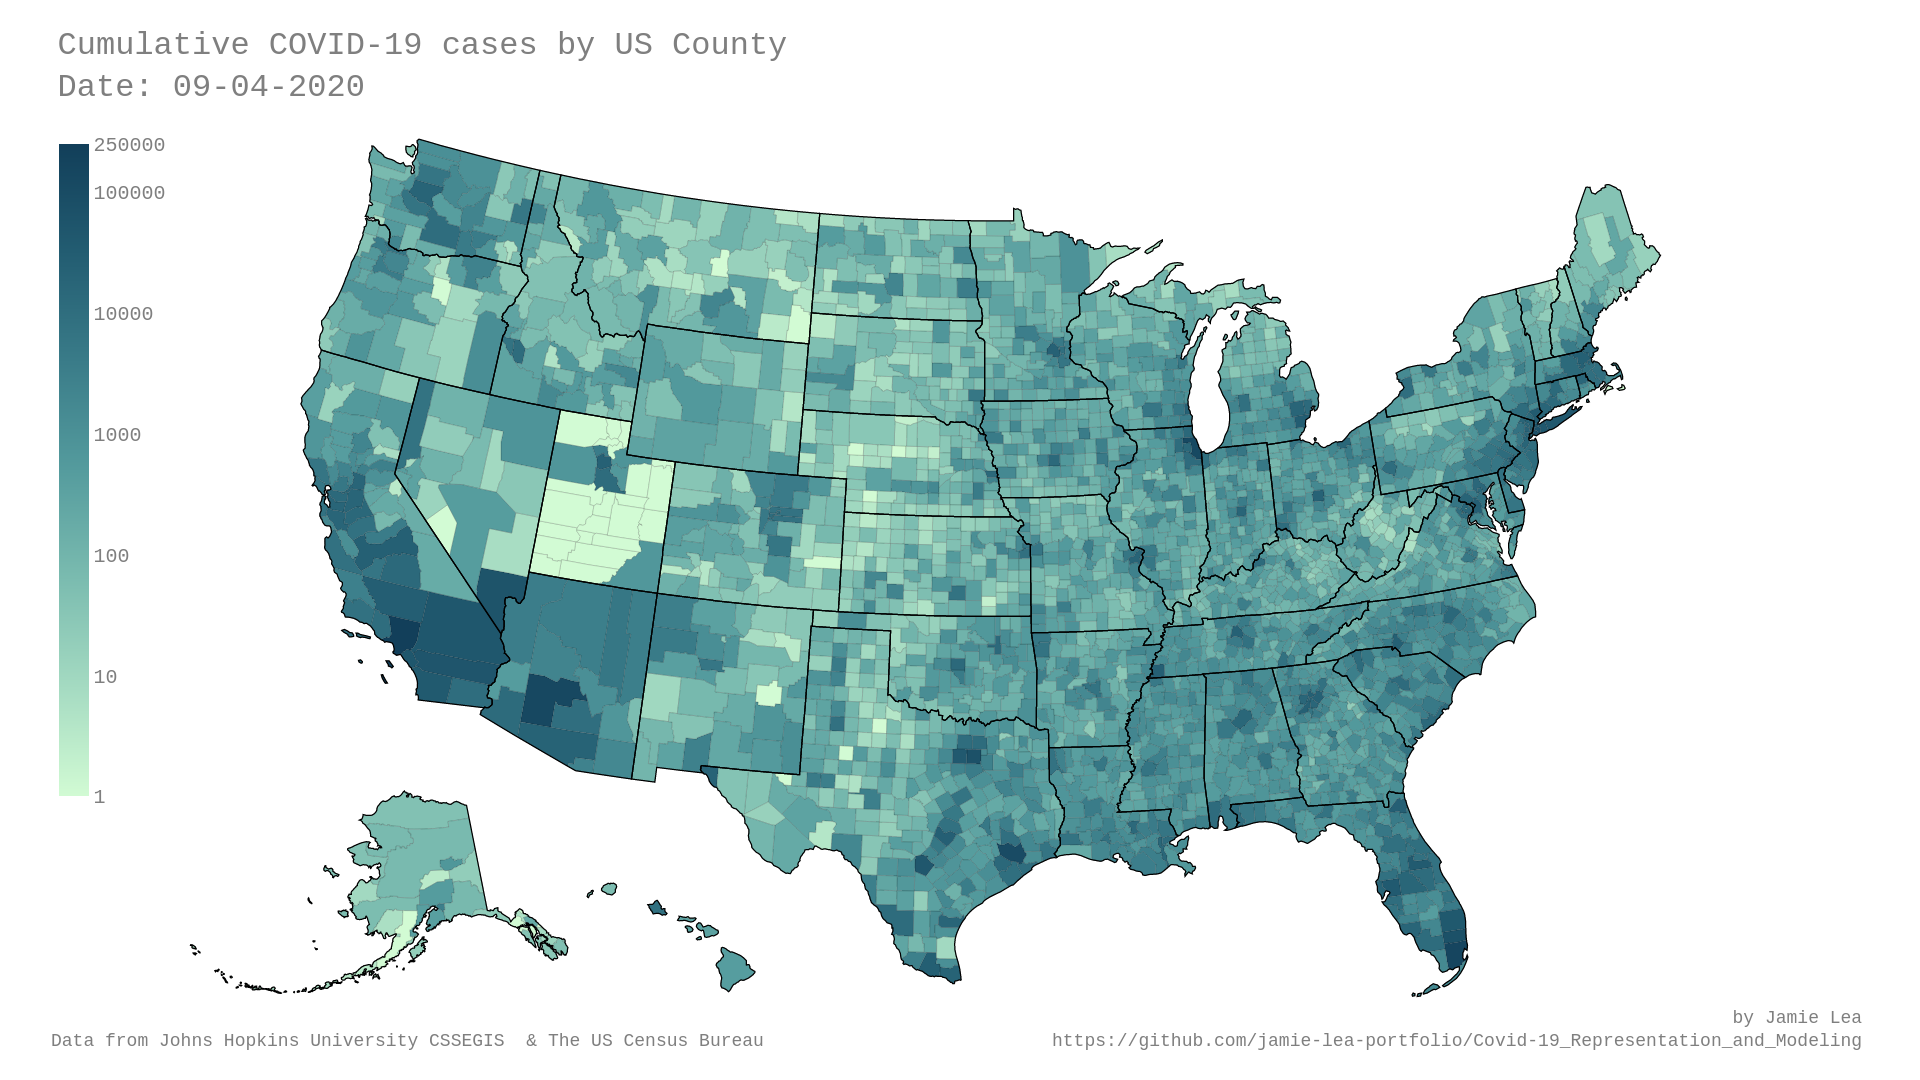 Cumulative COVID-19 cases by US County
Date: 09-04-2020
250000
100000
10000
1000
100
10
1
by Jamie Lea
Data from Johns Hopkins University CSSEGIS  & The US Census Bureau
https://github.com/jamie-lea-portfolio/Covid-19_Representation_and_Modeling